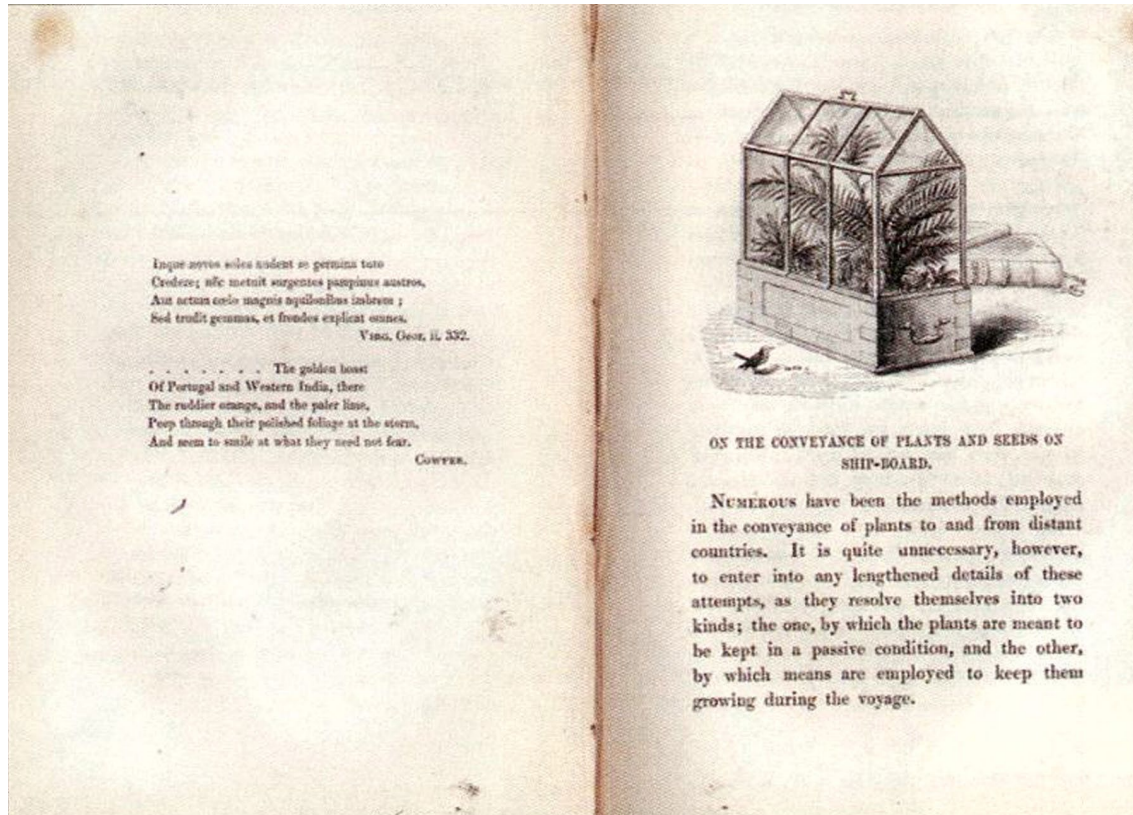 Inque novos soles audent se germina tuto
Credere; nec metuit surgentes pampinus austros,
Aut actum cœlo magnis aquilonibus imbrem ;
Sed trudit gemmas, et frondes explicat omnes.
VIRG. Geor. ii. 332.
. . . . . . . The golden boast
Of Portugal and Western India, there
The ruddier orange, and the paler lime,
Peep through their polished foliage at the storm,
And seem to smile at what they need not fear.
COWPER.
ON THE CONVEYANCE OF PLANTS AND SEEDS ON
SHIP-BOARD.
NUMEROUS have been the methods employed
in the conveyance of plants to and from distant
countries. It is quite unnecessary, however,
to enter into any lengthened details of these
attempts, as they resolve themselves into two
kinds; the one, by which the plants are meant to
be kept in a passive condition, and the other,
by which means are employed to keep them
growing during the voyage.